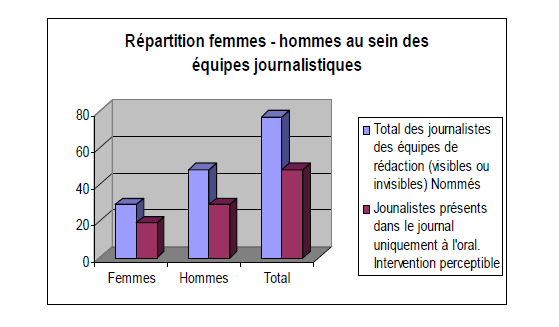 Répartition femmes - hommes au sein des
équipes journalistiques
80
60
40
20
0
Femmes
Hommes
Total
Total des journalistes
des équipes de
rédaction (visibles ou
invisibles) Nommés
Jounalistes présents
dans le journal
uniquement à l'oral.
Intervention perceptible